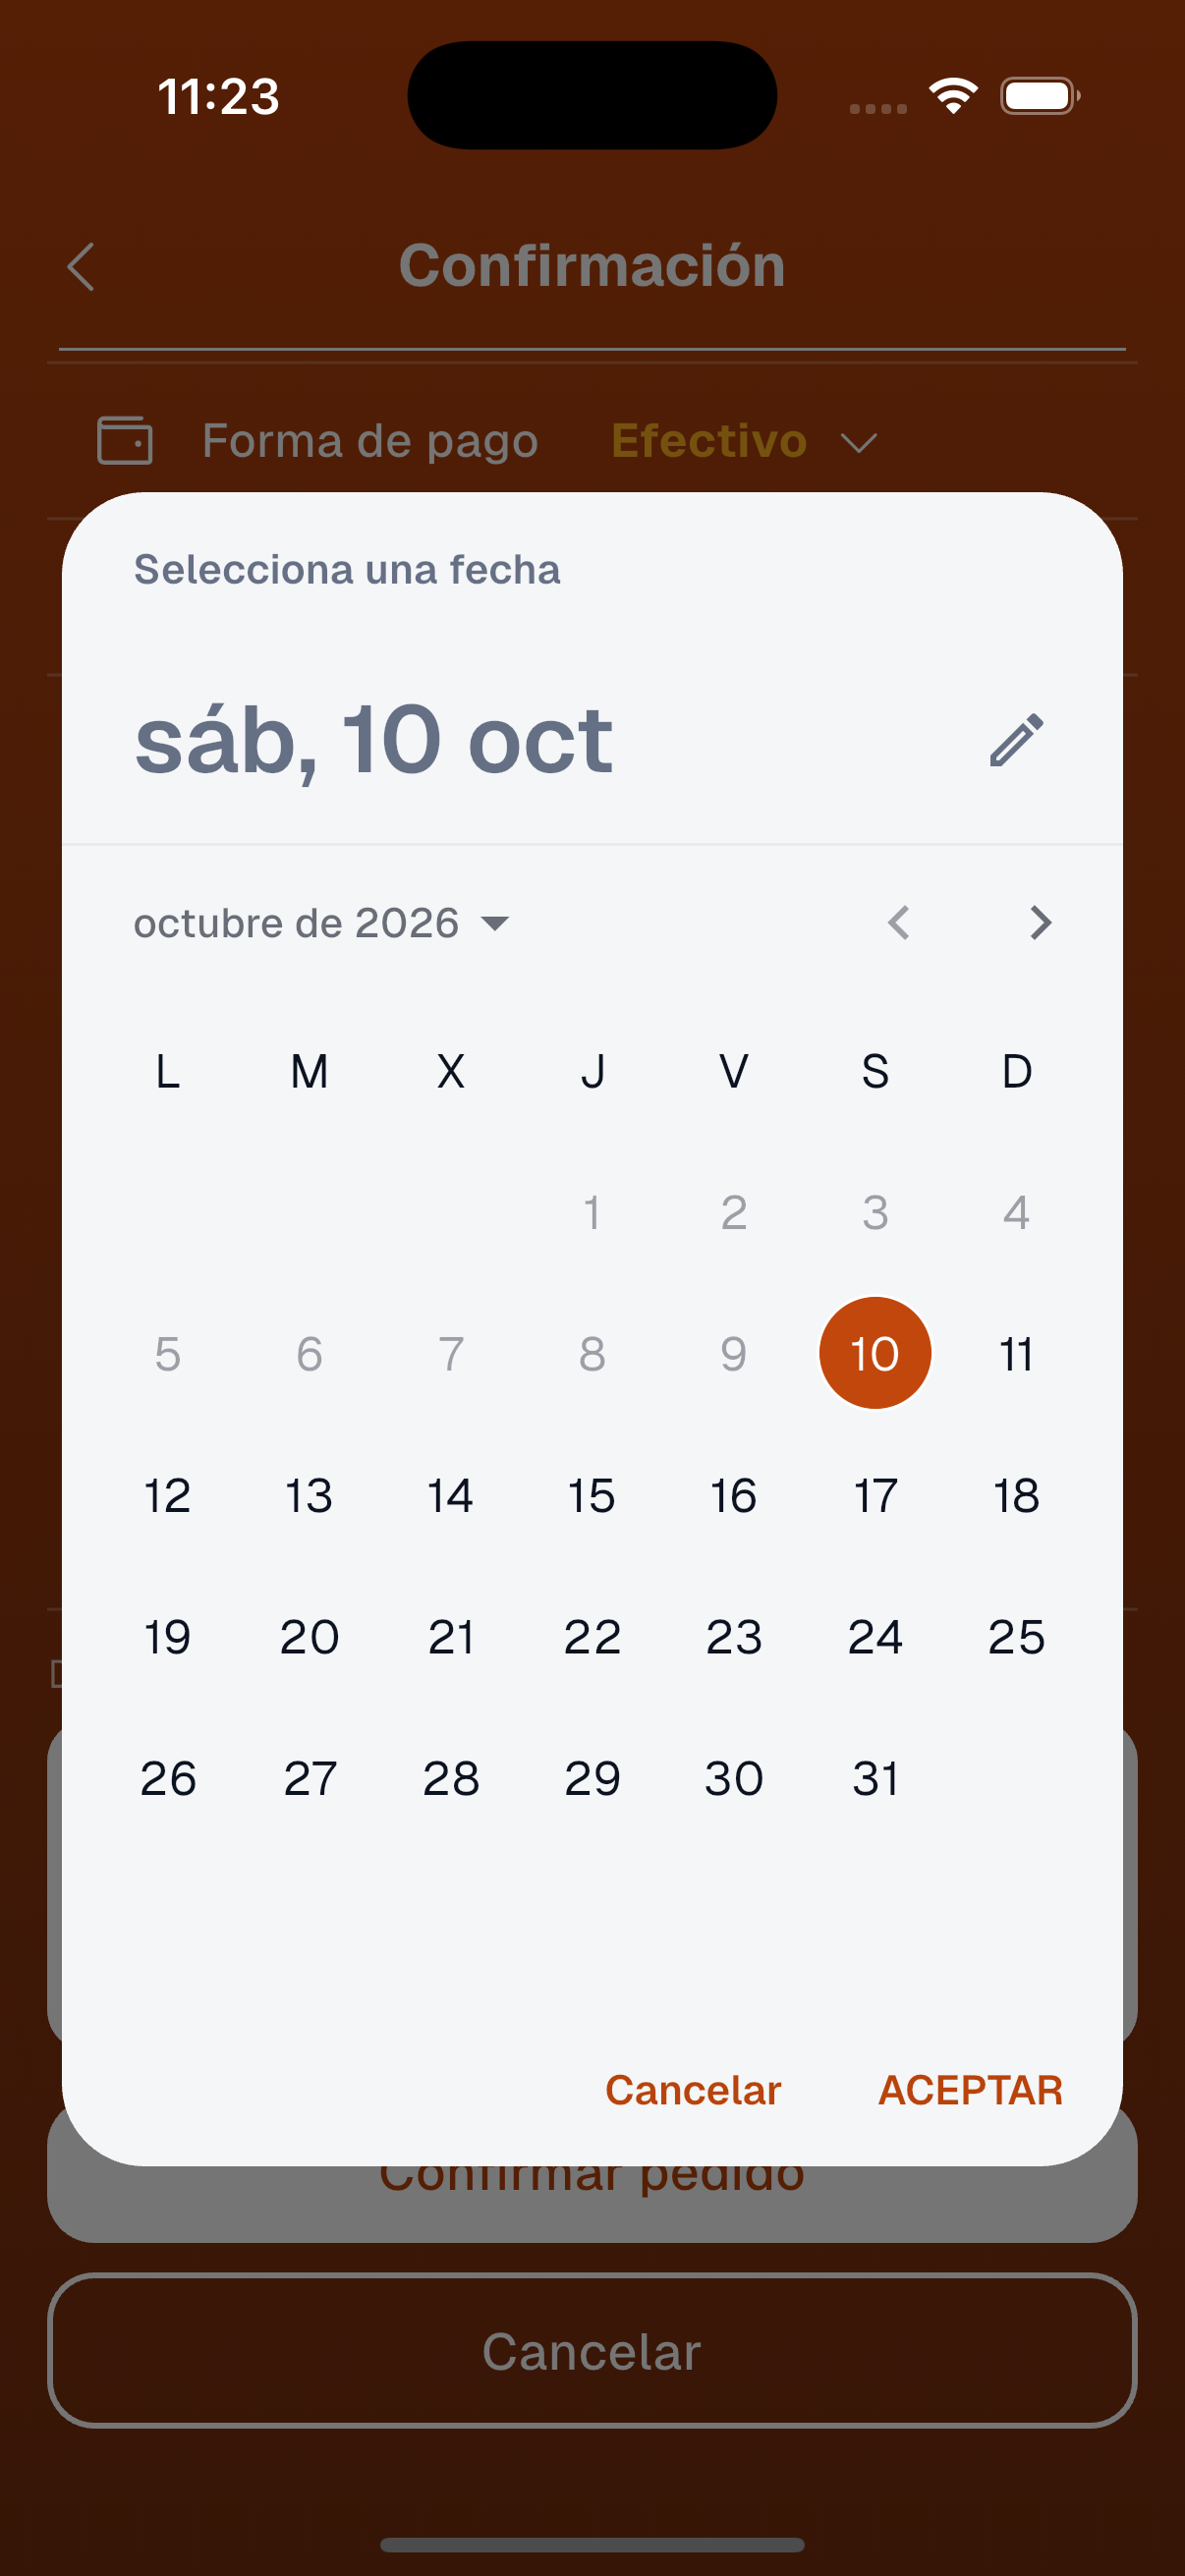 11:23
Confirmación
Forma de pago Efectivo
Selecciona una fecha
sáb, 10 oct
octubre de 2026
L M X J V S D
1 2 3 4
5 6 7 8 9 10 11
12 13 14 15 16 17 18
19 20 21 22 23 24 25
26 27 28 29 30 31
Cancelar ACEPTAR
Confirmar pedido
Cancelar